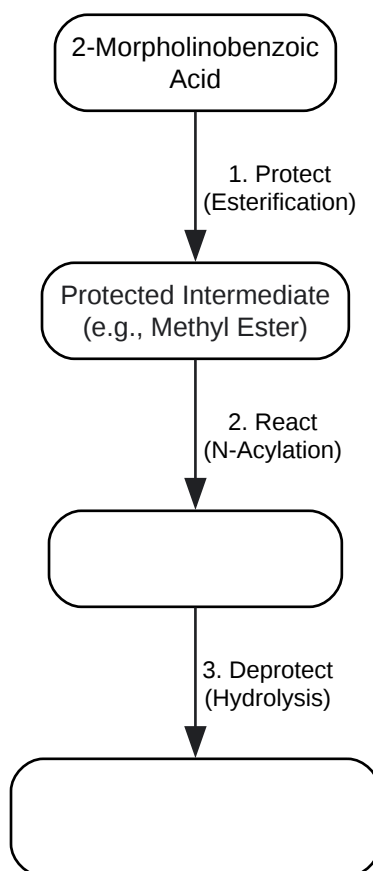 2-Morpholinobenzoic
Acid
1. Protect
(Esterification)
Protected Intermediate
(e.g., Methyl Ester)
2. React
(N-Acylation)
3. Deprotect
(Hydrolysis)